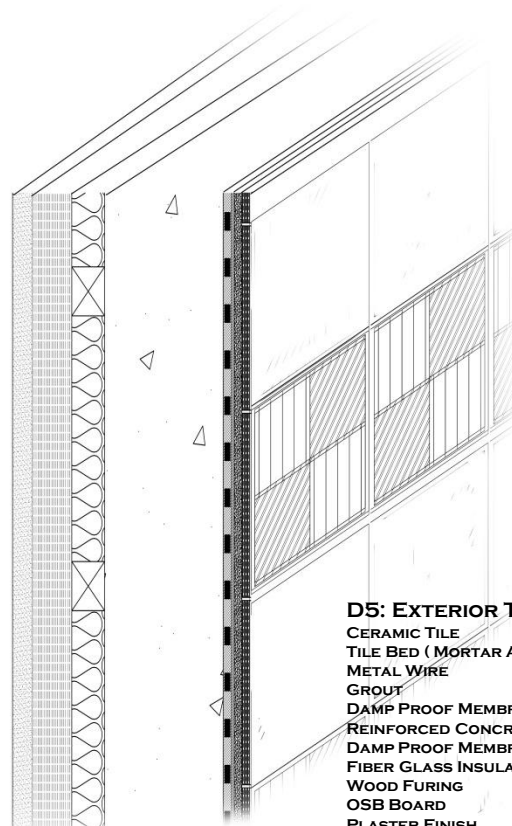 D5: EXTERIOR T
CERAMIC TILE
TILE BED ( MORTAR A
METAL WIRE
GROUT
DAMP PROOF MEMBR
REINFORCED CONCR
DAMP PROOF MEMBR
FIBER GLASS INSULA
WOOD FURING
OSB BOARD
PLASTER FINISH